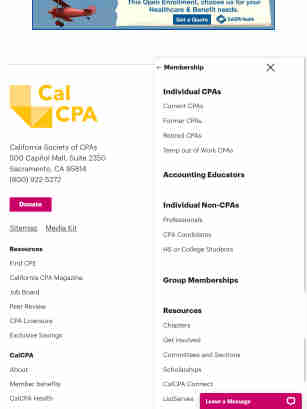 This Open Enrollment, choose us for your
Healthcare & Benefit needs.
Get a Quote
CalCPA Health
← Membership
Individual CPAs
Current CPAs
Former CPAs
Retired CPAs
Temp out of Work CPAs
Accounting Educators
Individual Non-CPAs
Professionals
CPA Candidates
HS or College Students
Group Memberships
Resources
Chapters
Get Involved
Committees and Sections
Scholarships
CalCPA Connect
ListServes
Cal
CPA
California Society of CPAs
500 Capitol Mall, Suite 2350
Sacramento, CA 95814
(800) 922-5272
Donate
Sitemap Media Kit
Resources
Find CPE
California CPA Magazine
Job Board
Peer Review
CPA Licensure
Exclusive Savings
CalCPA
About
Member benefits
CalCPA Health
Leave a Message